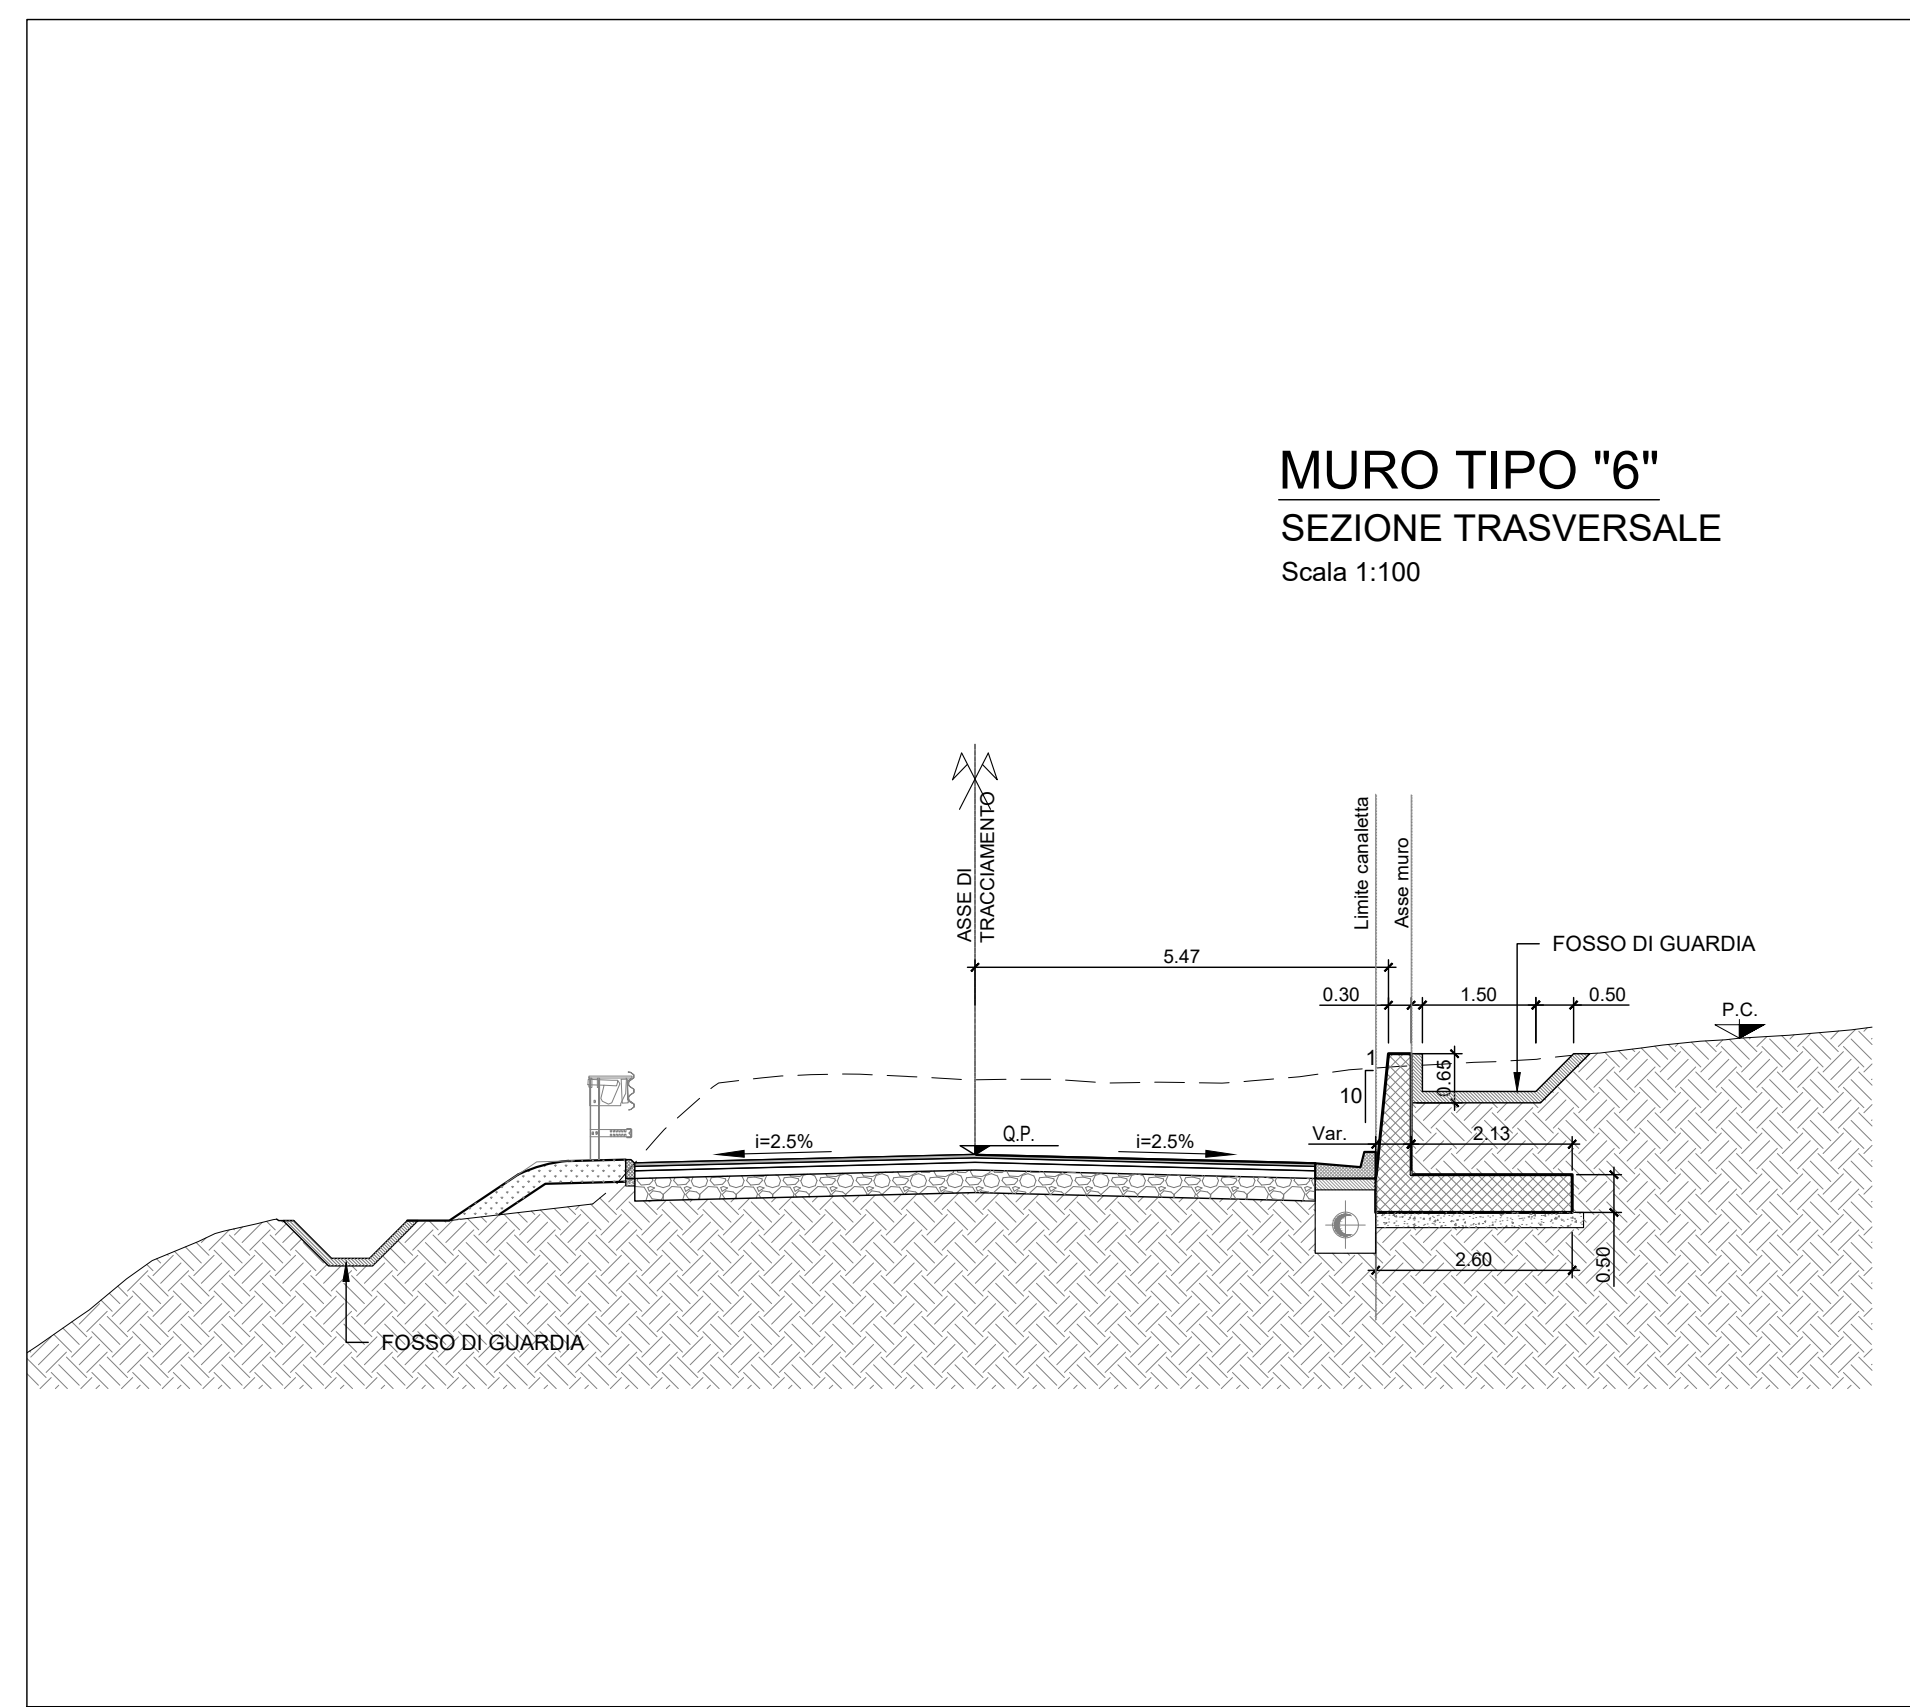 MURO TIPO "6"
SEZIONE TRASVERSALE
Scala 1:100
ASSE DI
TRACCIAMENTO
Limite canaletta
Asse muro
FOSSO DI GUARDIA
5.47
0.30
1.50
0.50
P.C.
1
10
0.65
i=2.5%
Q.P.
i=2.5%
Var.
2.13
2.60
0.50
FOSSO DI GUARDIA